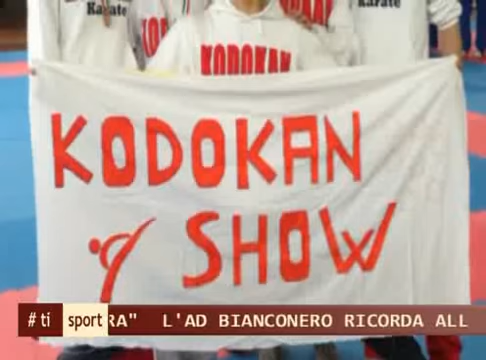 Karate
Karate
KODOKAN
KODOKAN
SHOW
#ti sport RA" L'AD BIANCONERO RICORDA ALL